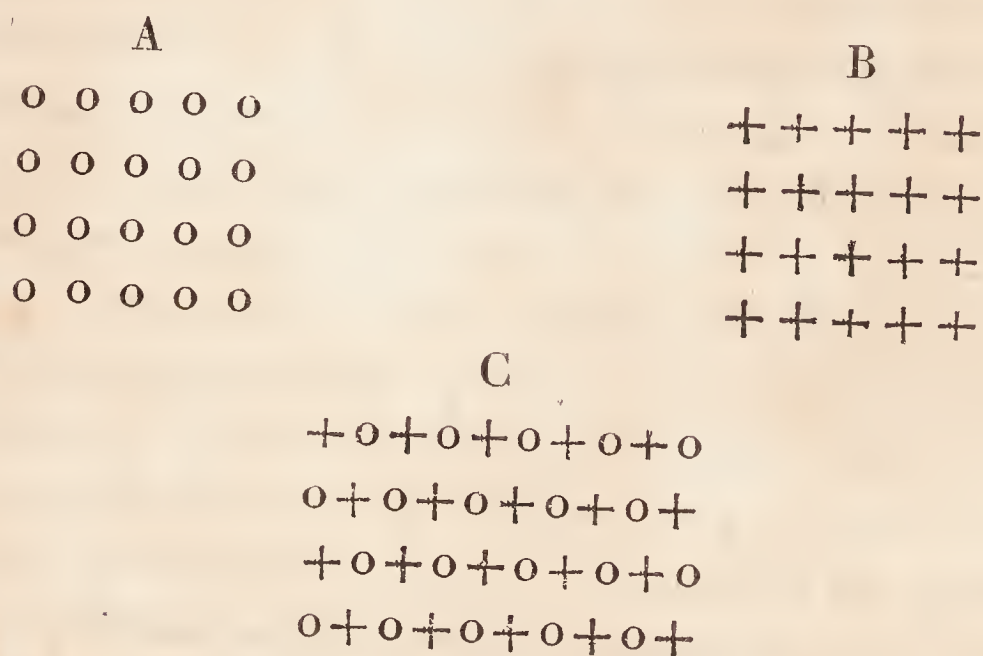 A
o o o o o
o o o o o
o o o o o
o o o o o
B
+ + + + +
+ + + + +
+ + + + +
+ + + + +
C
+ o + o + o + o + o
o + o + o + o + o +
+ o + o + o + o + o
o + o + o + o + o +